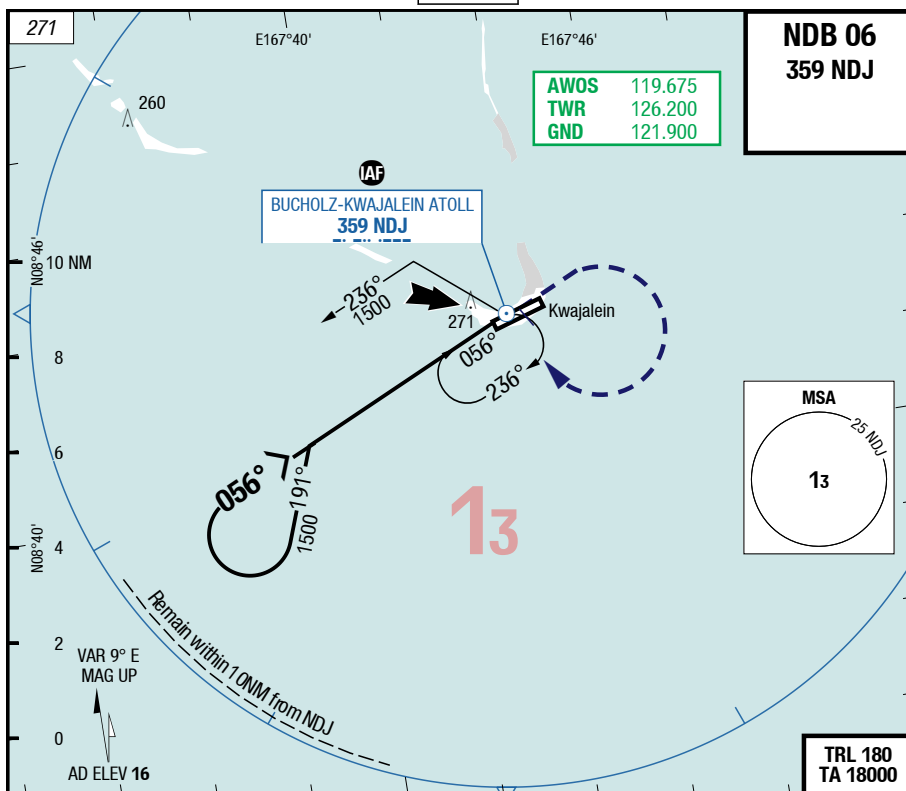 271
E167°40'
E167°46'
NDB 06
359 NDJ
AWOS 119.675
TWR 126.200
GND 121.900
260
IAF
BUCHOLZ-KWAJALEIN ATOLL
359 NDJ
N08°46'
10 NM
236°
1500
271
Kwajalein
056°
236°
8
MSA
25 NDJ
13
6
056°
191°
1500
13
N08°40'
4
Remain within 10NM from NDJ
2
VAR 9° E
MAG UP
0
AD ELEV 16
TRL 180
TA 18000